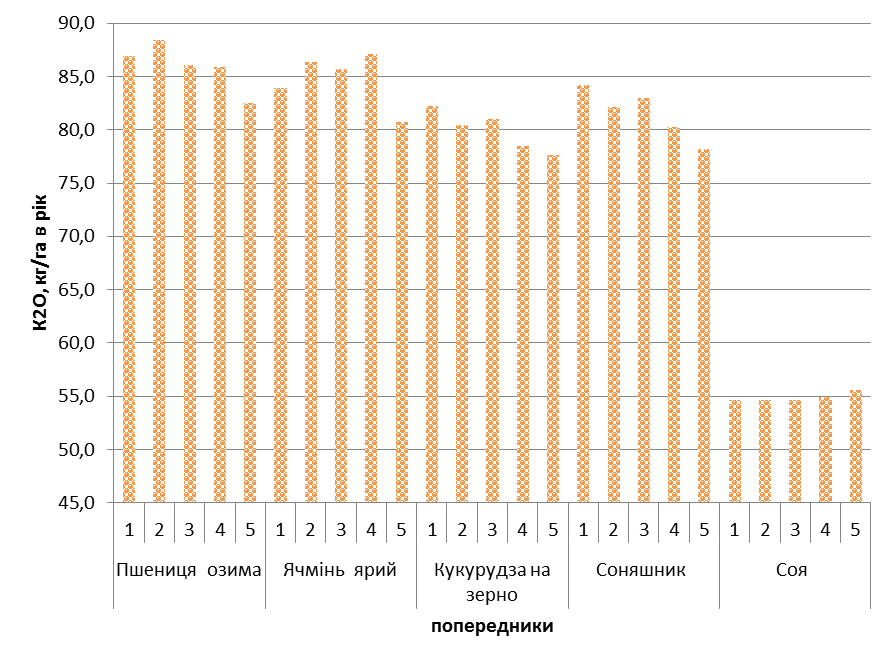 90,0
85,0
80,0
75,0
70,0
65,0
60,0
55,0
50,0
45,0
К2О, кг/га в рік
1 2 3 4 5 1 2 3 4 5 1 2 3 4 5 1 2 3 4 5 1 2 3 4 5
Пшениця озима Ячмінь ярий Кукурудза на Соняшник Соя
зерно
попередники